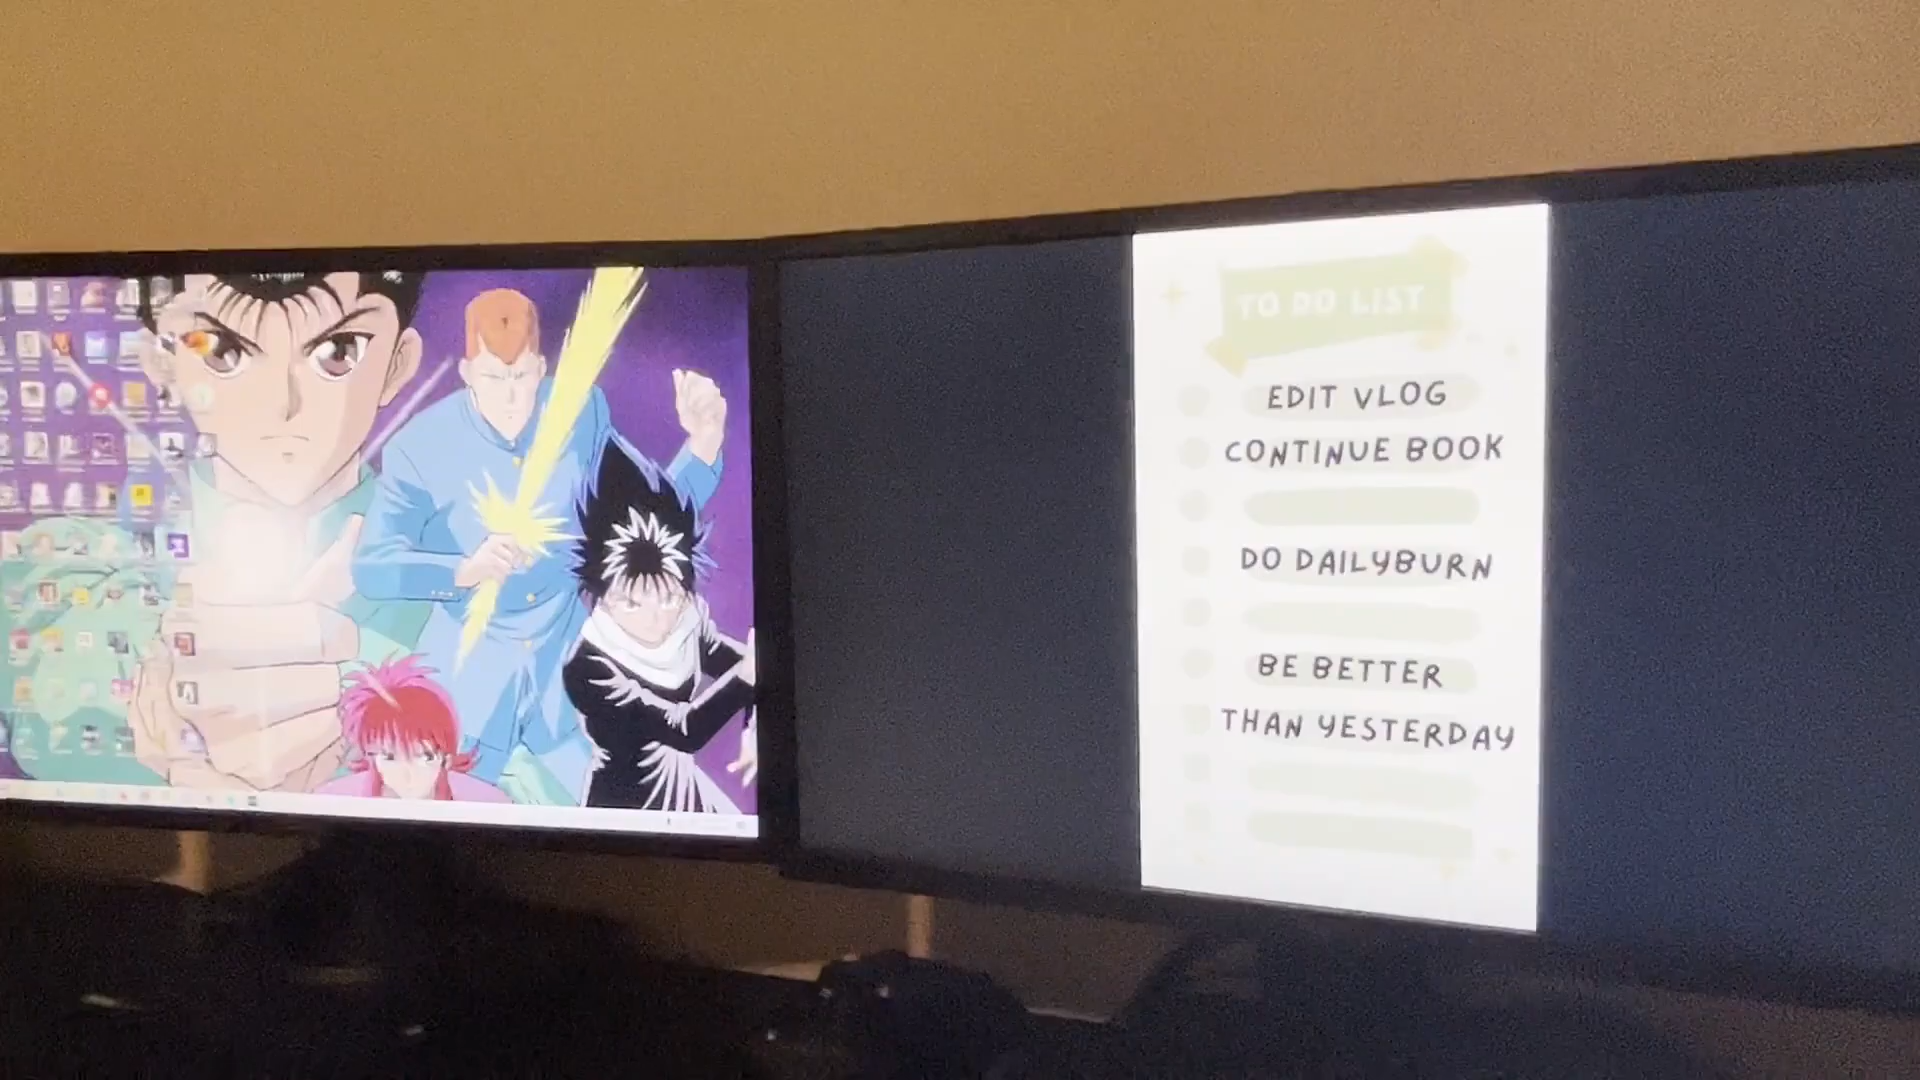 TO DO LIST
EDIT VLOG
CONTINUE BOOK
DO DAILYBURN
BE BETTER
THAN YESTERDAY